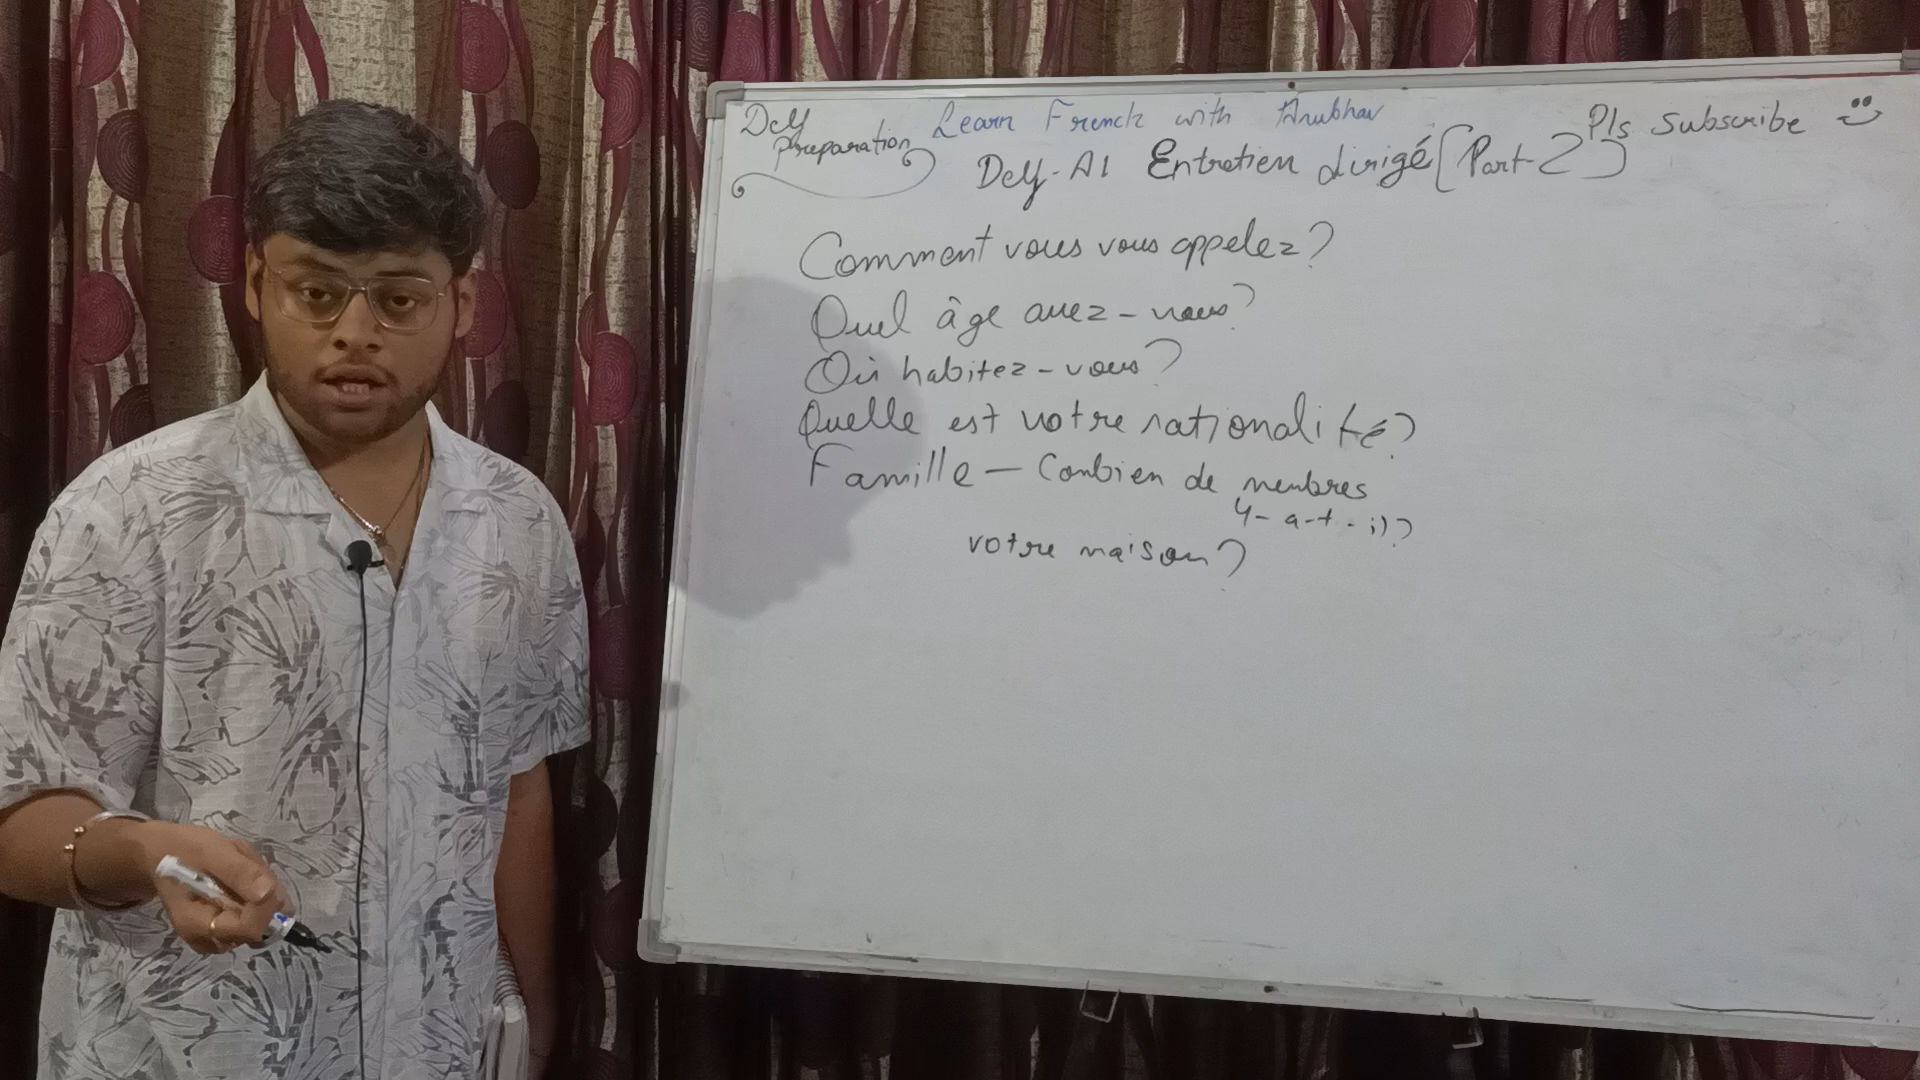 Delf
Preparation
Learn French with Anubhav
Pls Subscribe
Delf-A1 Entretien dirigé [Part-2]
Comment vous vous appelez?
Quel âge avez-vous?
Où habitez-vous?
Quelle est votre nationalité?
Famille — Combien de membres
y-a-t-il?
votre maison?